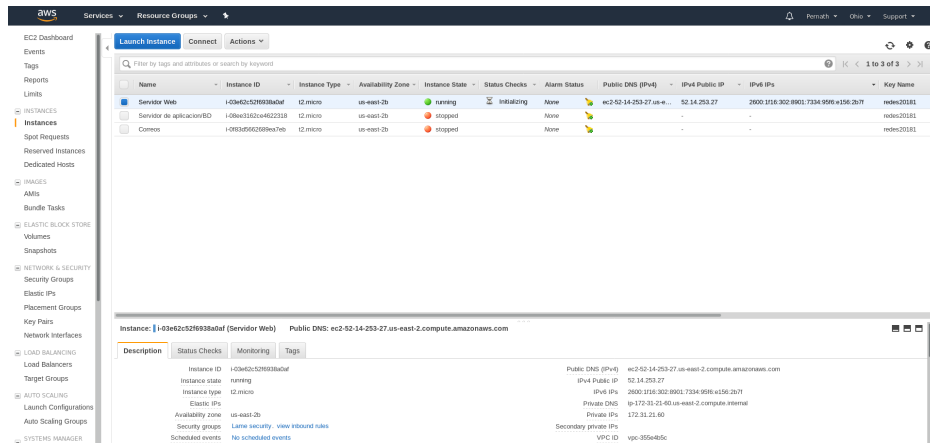 aws Services Resource Groups Pernath Ohio Support
EC2 Dashboard
Events
Tags
Reports
Limits
INSTANCES
Instances
Spot Requests
Reserved Instances
Dedicated Hosts
IMAGES
AMIs
Bundle Tasks
ELASTIC BLOCK STORE
Volumes
Snapshots
NETWORK & SECURITY
Security Groups
Elastic IPs
Placement Groups
Key Pairs
Network Interfaces
LOAD BALANCING
Load Balancers
Target Groups
AUTO SCALING
Launch Configurations
Auto Scaling Groups
SYSTEMS MANAGER
Launch Instance Connect Actions
Filter by tags and attributes or search by keyword 1 to 3 of 3
Name Instance ID Instance Type Availability Zone Instance State Status Checks Alarm Status Public DNS (IPv4) IPv4 Public IP IPv6 IPs Key Name
Servidor Web i-03e62c52f6938a0af t2.micro us-east-2b running Initializing None ec2-52-14-253-27.us-e... 52.14.253.27 2600:1f16:302:8901:7334:95f6:e156:2b7f redes20181
Servidor de aplicacion/BD i-08ee3162ce4622318 t2.micro us-east-2b stopped None - - redes20181
Correos i-0f83d5662689ea7eb t2.micro us-east-2b stopped None - - redes20181
Instance: i-03e62c52f6938a0af (Servidor Web) Public DNS: ec2-52-14-253-27.us-east-2.compute.amazonaws.com
Description Status Checks Monitoring Tags
Instance ID i-03e62c52f6938a0af Public DNS (IPv4) ec2-52-14-253-27.us-east-2.compute.amazonaws.com
Instance state running IPv4 Public IP 52.14.253.27
Instance type t2.micro IPv6 IPs 2600:1f16:302:8901:7334:95f6:e156:2b7f
Elastic IPs Private DNS ip-172-31-21-60.us-east-2.compute.internal
Availability zone us-east-2b Private IPs 172.31.21.60
Security groups Lame security. view inbound rules Secondary private IPs
Scheduled events No scheduled events VPC ID vpc-355e4b5c